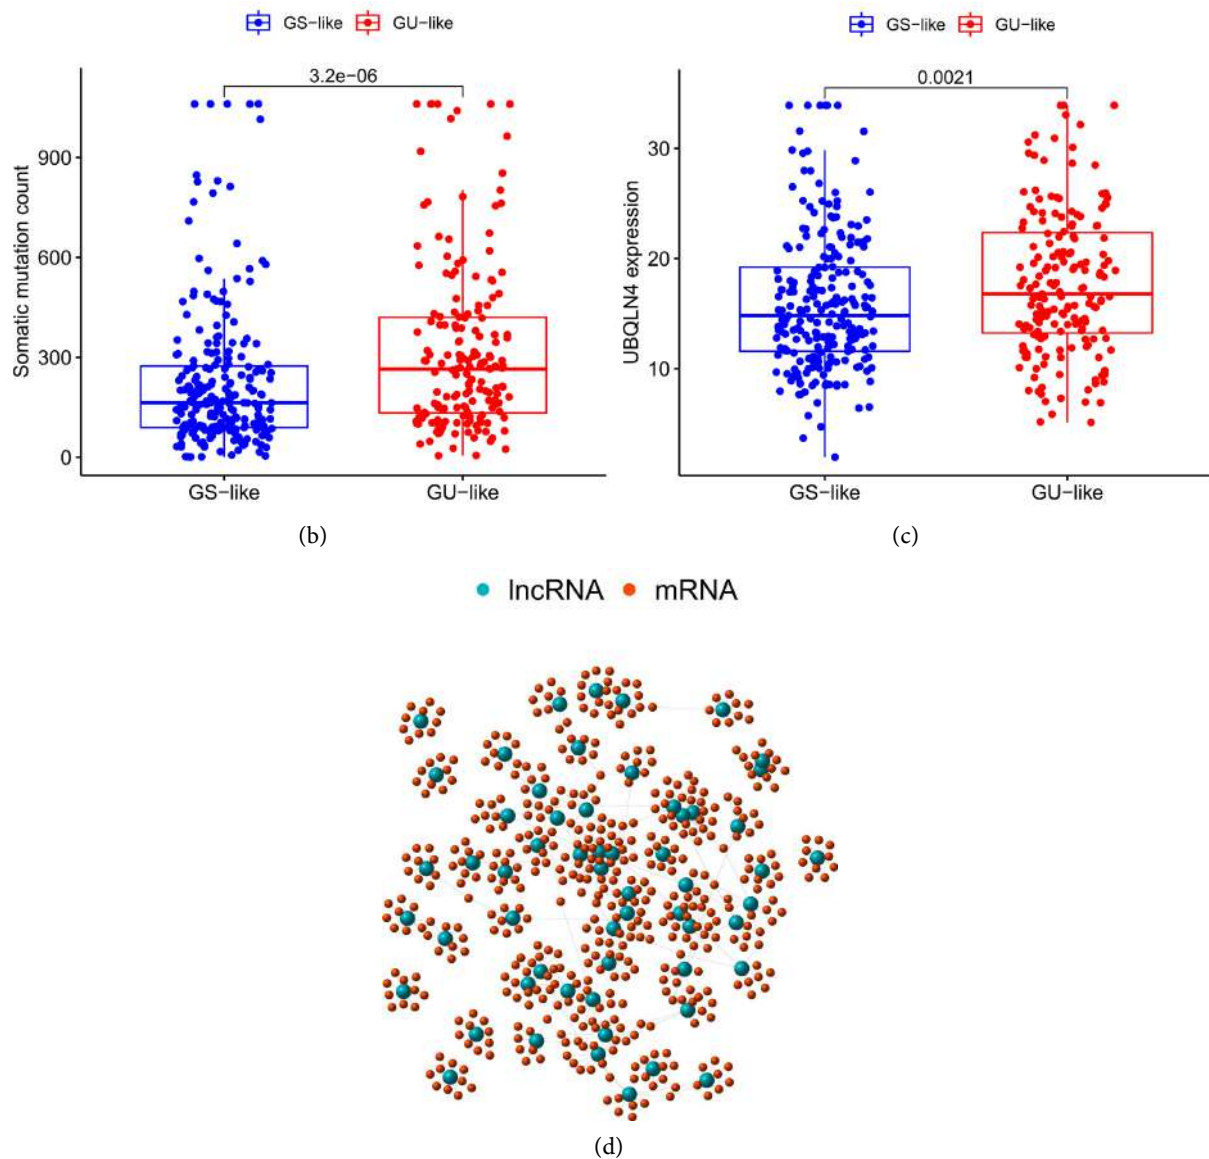 GS−like GU−like
3.2e−06
Somatic mutation count
900
600
300
0
GS−like GU−like
(b)
GS−like GU−like
0.0021
UBQLN4 expression
30
20
10
GS−like GU−like
(c)
lncRNA mRNA
(d)